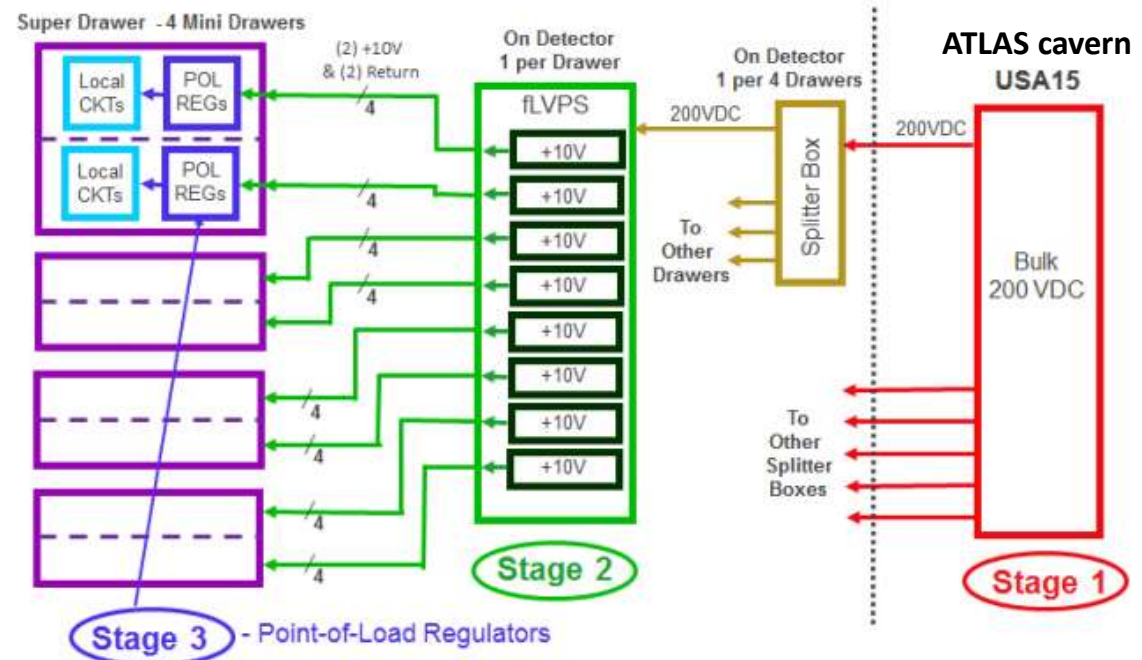 Super Drawer - 4 Mini Drawers
Local
CKTs
POL
REGs
Local
CKTs
POL
REGs
(2) +10V
& (2) Return
4
4
4
4
4
4
4
4
On Detector
1 per Drawer
fLVPS
+10V
+10V
+10V
+10V
+10V
+10V
+10V
+10V
Stage 2
200VDC
On Detector
1 per 4 Drawers
Splitter Box
To
Other
Drawers
ATLAS cavern
USA15
200VDC
Bulk
200 VDC
To
Other
Splitter
Boxes
Stage 1
Stage 3 - Point-of-Load Regulators